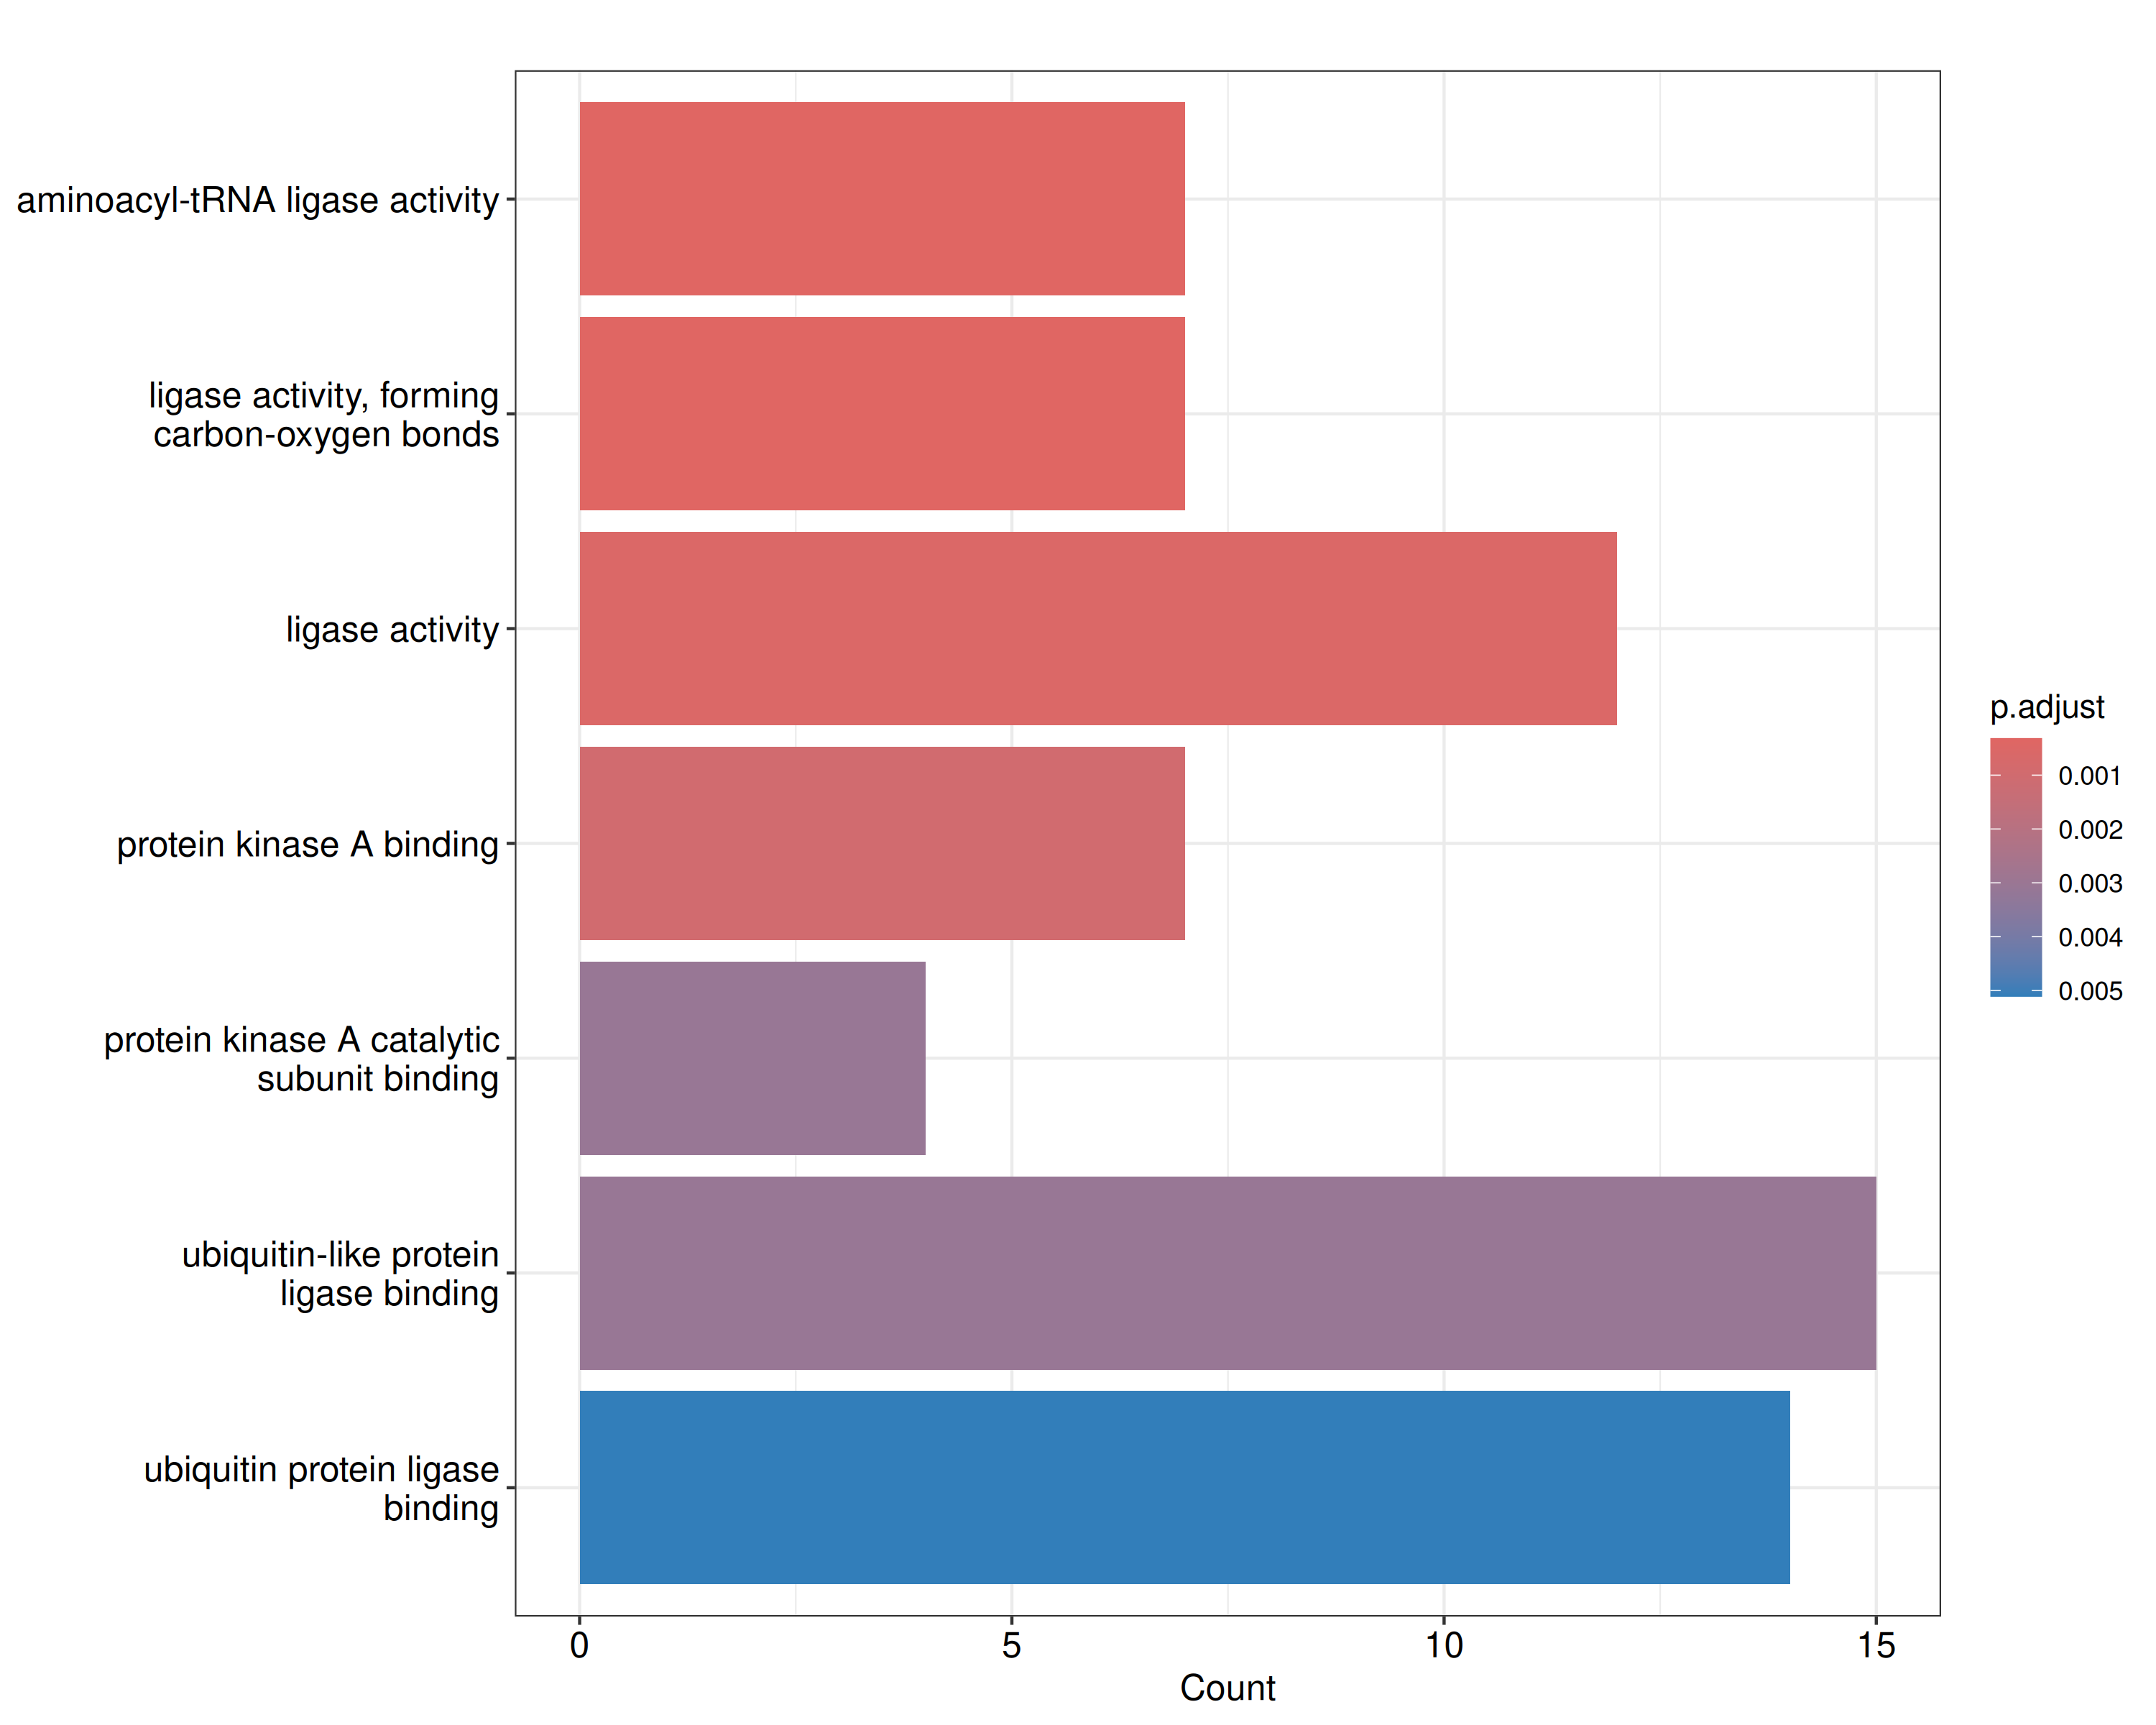 aminoacyl-tRNA ligase activity
ligase activity, forming
carbon-oxygen bonds
ligase activity
protein kinase A binding
protein kinase A catalytic
subunit binding
ubiquitin-like protein
ligase binding
ubiquitin protein ligase
binding
0 5 10 15
Count
p.adjust
0.001
0.002
0.003
0.004
0.005